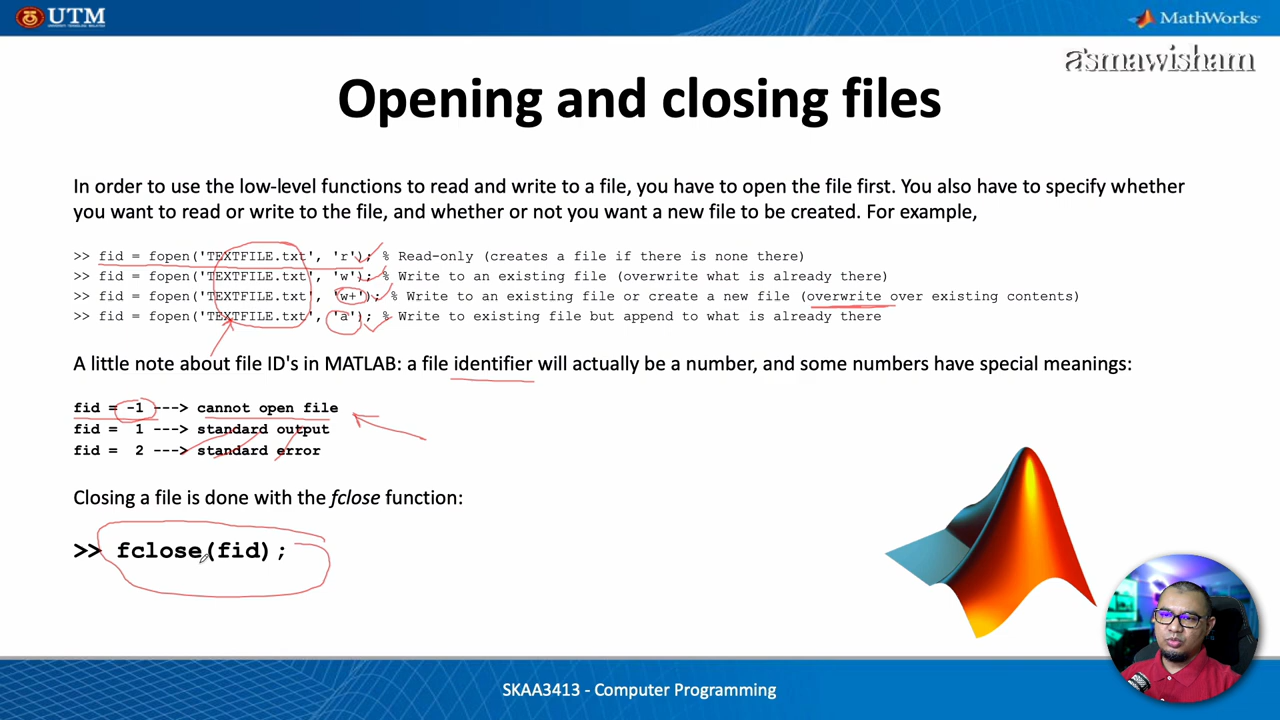 UTM
UNIVERSITI TEKNOLOGI MALAYSIA
MathWorks®
asmawisham
Opening and closing files
In order to use the low-level functions to read and write to a file, you have to open the file first. You also have to specify whether
you want to read or write to the file, and whether or not you want a new file to be created. For example,
>> fid = fopen('TEXTFILE.txt', 'r'); % Read-only (creates a file if there is none there)
>> fid = fopen('TEXTFILE.txt', 'w'); % Write to an existing file (overwrite what is already there)
>> fid = fopen('TEXTFILE.txt', 'w+'); % Write to an existing file or create a new file (overwrite over existing contents)
>> fid = fopen('TEXTFILE.txt', 'a'); % Write to existing file but append to what is already there
A little note about file ID's in MATLAB: a file identifier will actually be a number, and some numbers have special meanings:
fid = -1 ---> cannot open file
fid = 1 ---> standard output
fid = 2 ---> standard error
Closing a file is done with the fclose function:
>> fclose(fid);
SKAA3413 - Computer Programming